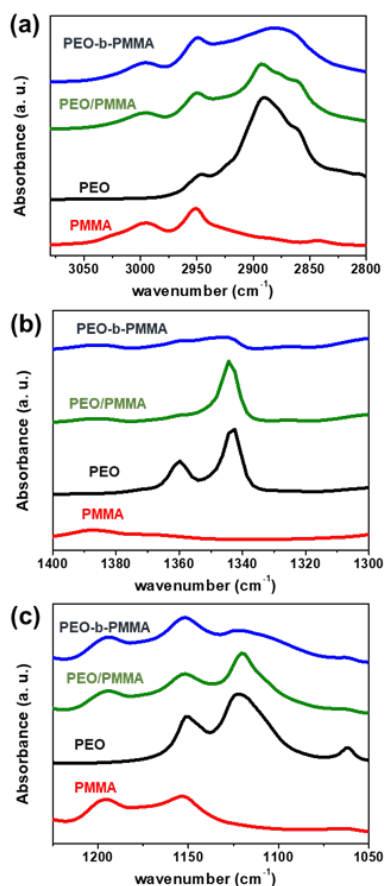 (a)
PEO-b-PMMA
PEO/PMMA
PEO
PMMA
Absorbance (a. u.)
3050 3000 2950 2900 2850 2800
wavenumber (cm-1)
(b)
PEO-b-PMMA
PEO/PMMA
PEO
PMMA
Absorbance (a. u.)
1400 1380 1360 1340 1320 1300
wavenumber (cm-1)
(c)
PEO-b-PMMA
PEO/PMMA
PEO
PMMA
Absorbance (a. u.)
1200 1150 1100 1050
wavenumber (cm-1)